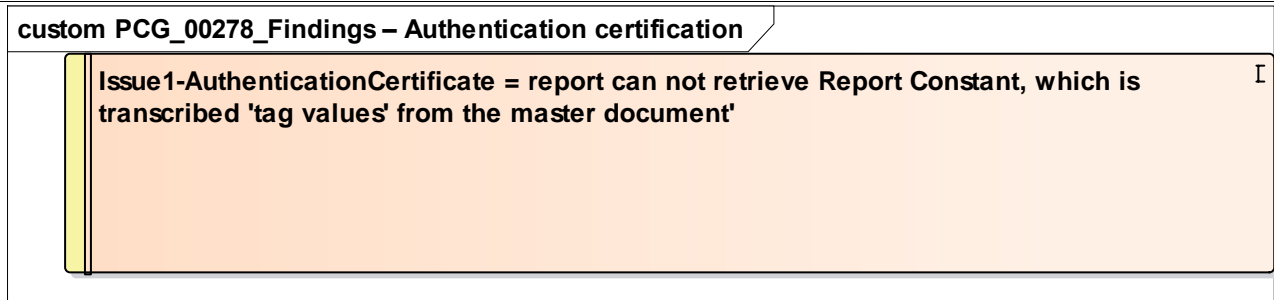 custom PCG_00278_Findings – Authentication certification
Issue1-AuthenticationCertificate = report can not retrieve Report Constant, which is
transcribed 'tag values' from the master document'
I